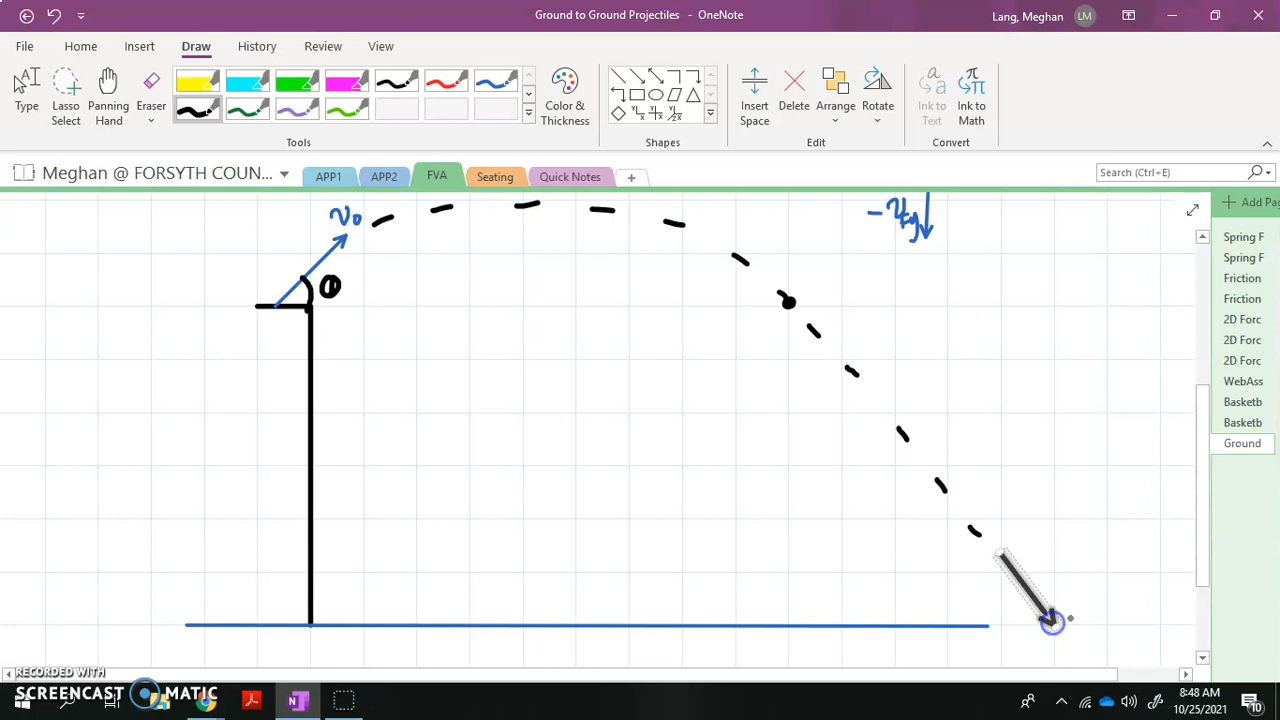 Ground to Ground Projectiles - OneNote
Lang, Meghan
LM
File Home Insert Draw History Review View
Type
Lasso Select
Panning Hand
Eraser
Color & Thickness
Insert Space
Delete
Arrange
Rotate
Ink to Text
Ink to Math
Tools
Shapes
Edit
Convert
Meghan @ FORSYTH COUN...
APP1 APP2 FVA Seating Quick Notes
Search (Ctrl+E)
Add Pag
Spring F
Spring F
Friction
Friction
2D Forc
2D Forc
2D Forc
WebAss
Basketb
Basketb
Ground
v₀
θ
RECORDED WITH
SCREENCAST MATIC
8:48 AM
10/25/2021
10